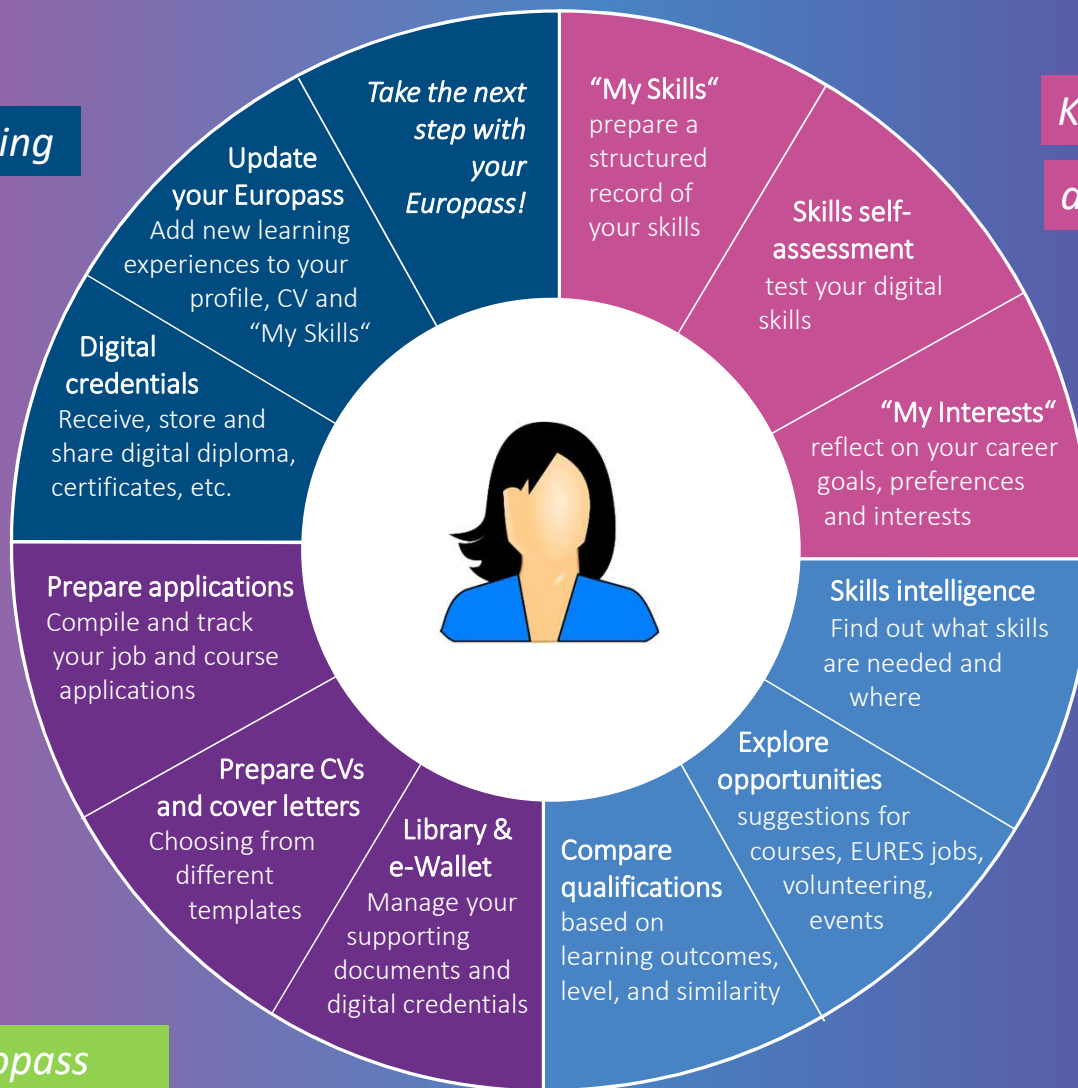 ing
K
Take the next
step with
your
Europass!
“My Skills“
prepare a
structured
record of
your skills
Skills self-
assessment
test your digital
skills
“My Interests“
reflect on your career
goals, preferences
and interests
Skills intelligence
Find out what skills
are needed and
where
Explore
opportunities
suggestions for
courses, EURES jobs,
volunteering,
events
Compare
qualifications
based on
learning outcomes,
level, and similarity
Library &
e-Wallet
Manage your
supporting
documents and
digital credentials
Prepare CVs
and cover letters
Choosing from
different
templates
Prepare applications
Compile and track
your job and course
applications
Digital
credentials
Receive, store and
share digital diploma,
certificates, etc.
Update
your Europass
Add new learning
experiences to your
profile, CV and
“My Skills“
opass